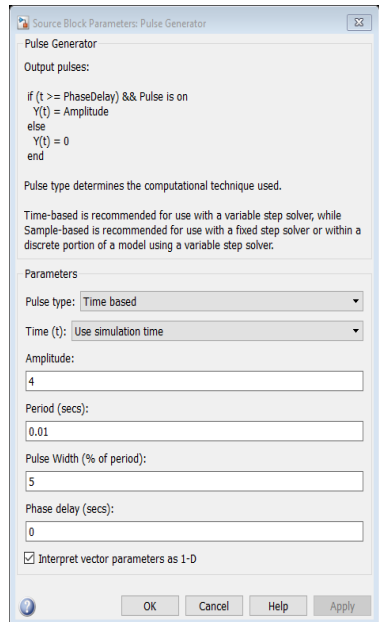 Source Block Parameters: Pulse Generator
Pulse Generator
Output pulses:
if (t >= PhaseDelay) && Pulse is on
Y(t) = Amplitude
else
Y(t) = 0
end
Pulse type determines the computational technique used.
Time-based is recommended for use with a variable step solver, while
Sample-based is recommended for use with a fixed step solver or within a
discrete portion of a model using a variable step solver.
Parameters
Pulse type: Time based
Time (t): Use simulation time
Amplitude:
4
Period (secs):
0.01
Pulse Width (% of period):
5
Phase delay (secs):
0
Interpret vector parameters as 1-D
? OK Cancel Help Apply